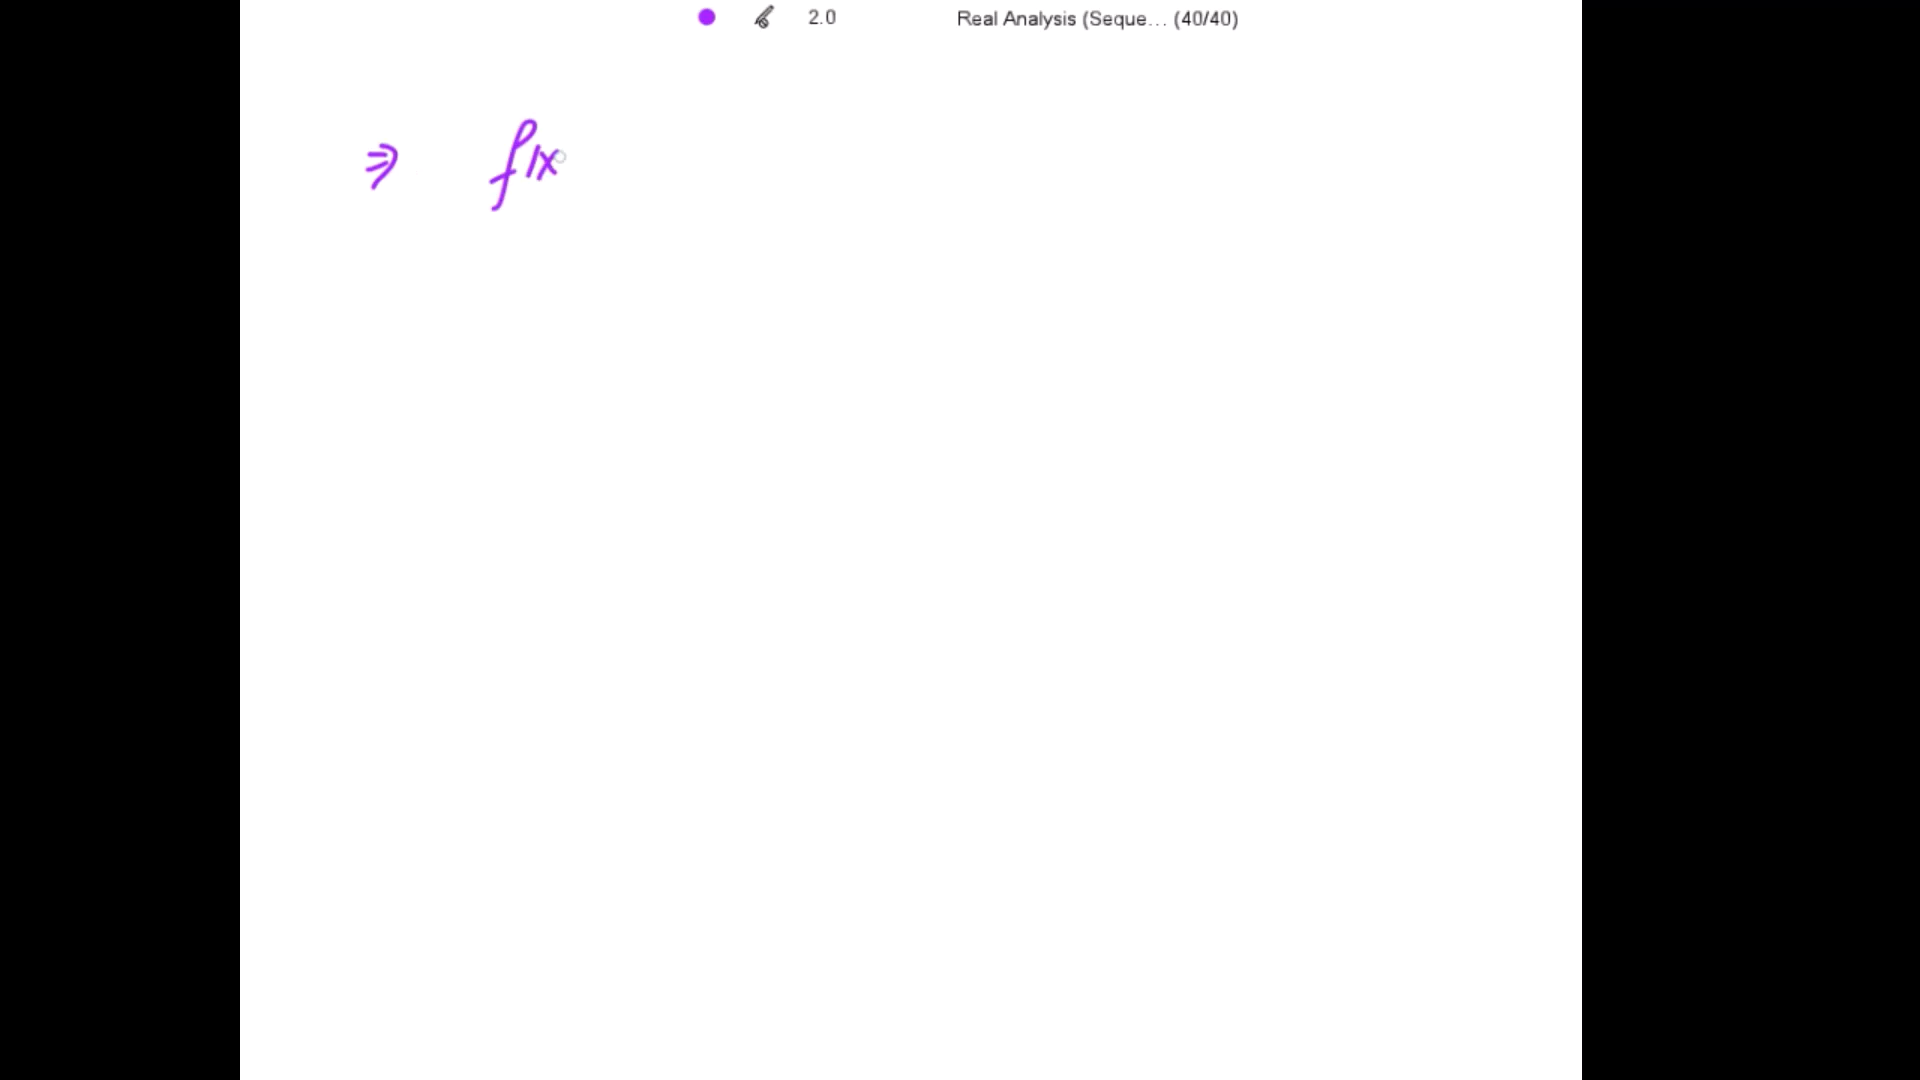 2.0 Real Analysis (Seque... (40/40)
⇒ f(x